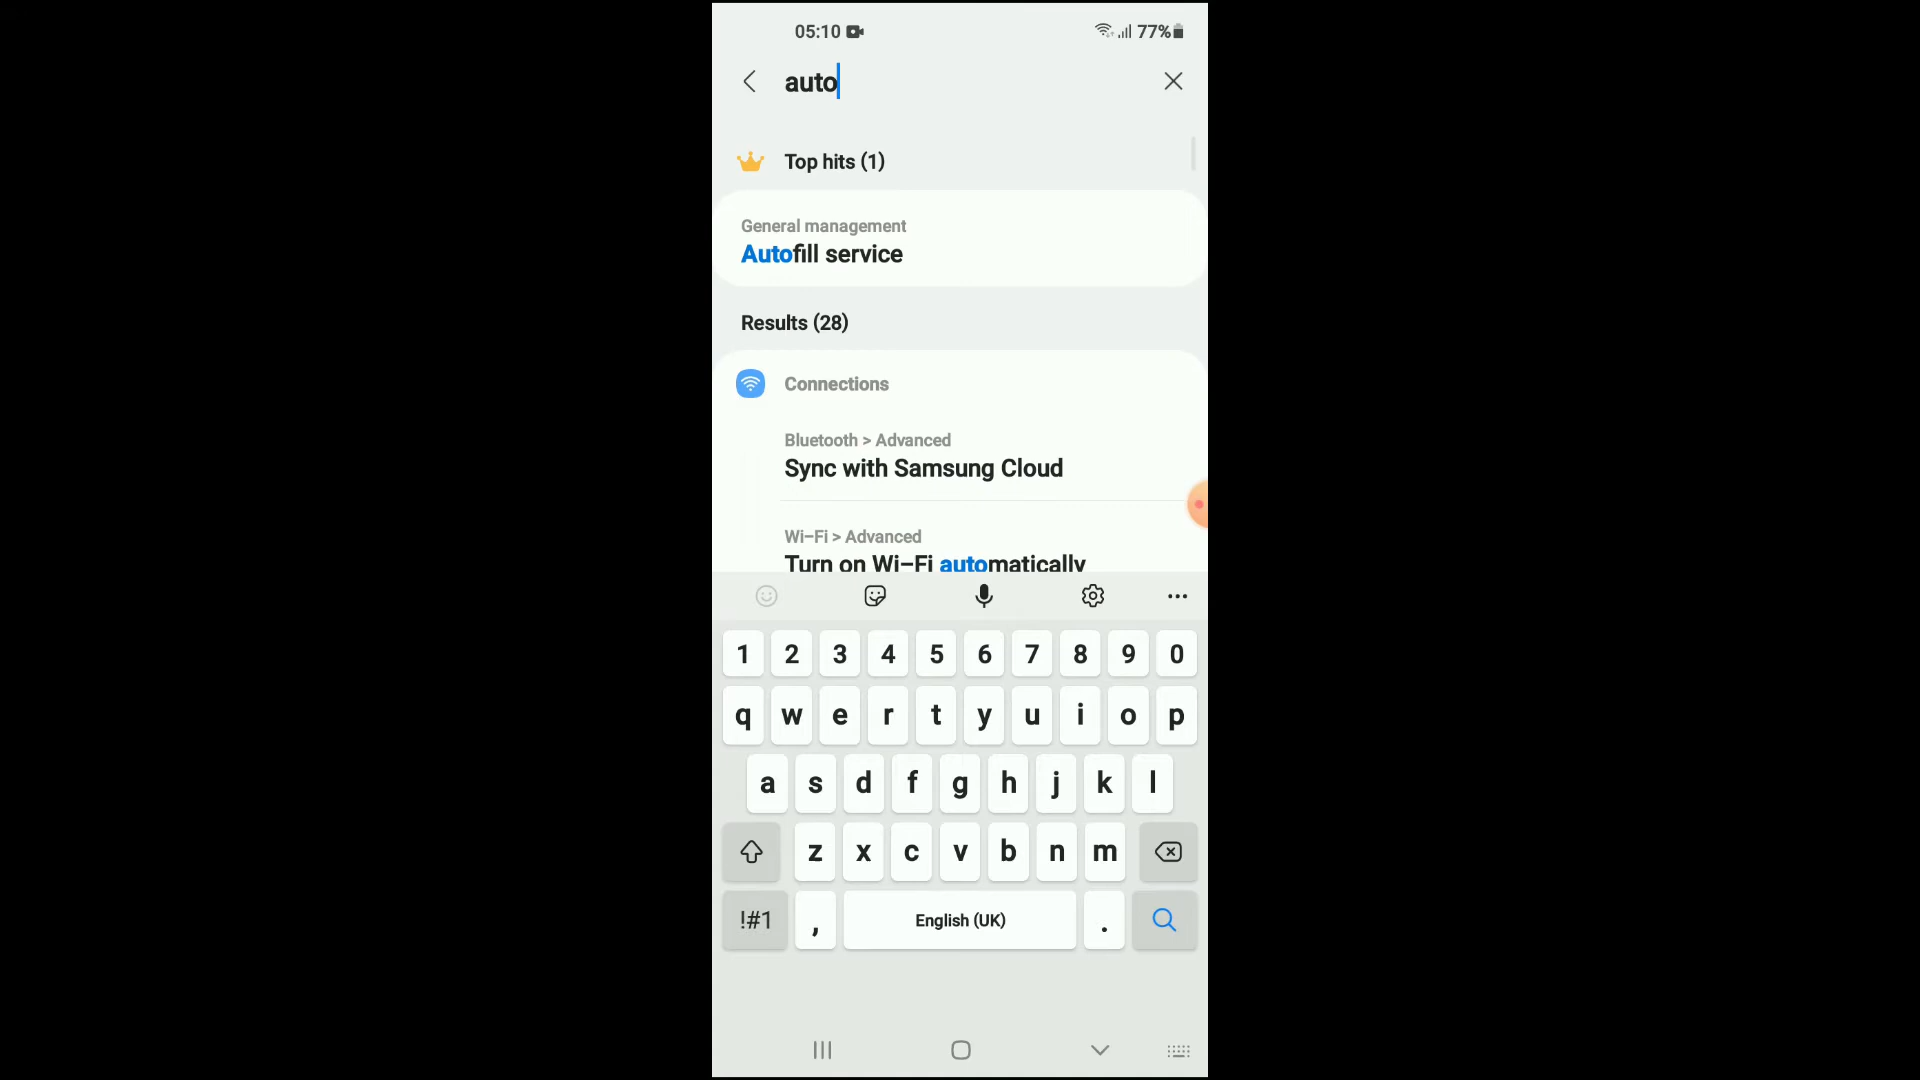 05:10 77%
auto
Top hits (1)
General management
Autofill service
Results (28)
Connections
Bluetooth > Advanced
Sync with Samsung Cloud
Wi-Fi > Advanced
Turn on Wi-Fi automatically
1 2 3 4 5 6 7 8 9 0
q w e r t y u i o p
a s d f g h j k l
z x c v b n m
!#1 , English (UK) .